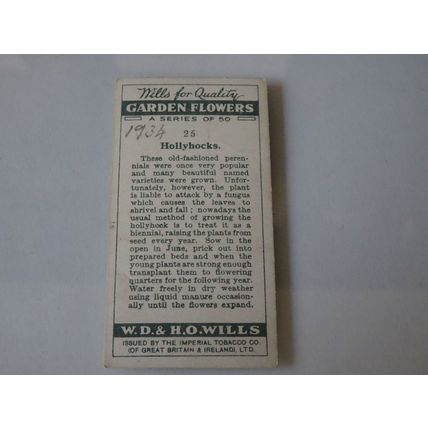 Wills for Quality
GARDEN FLOWERS
A SERIES OF 50
1934
25
Hollyhocks.
These old-fashioned peren-
nials were once very popular
and many beautiful named
varieties were grown. Unfor-
tunately, however, the plant
is liable to attack by a fungus
which causes the leaves to
shrivel and fall ; nowadays the
usual method of growing the
hollyhock is to treat it as a
biennial, raising the plants from
seed every year. Sow in the
open in June, prick out into
prepared beds and when the
young plants are strong enough
transplant them to flowering
quarters for the following year.
Water freely in dry weather
using liquid manure occasion-
ally until the flowers expand.
W.D. & H.O. WILLS
ISSUED BY THE IMPERIAL TOBACCO CO.
(OF GREAT BRITAIN & IRELAND), LTD.